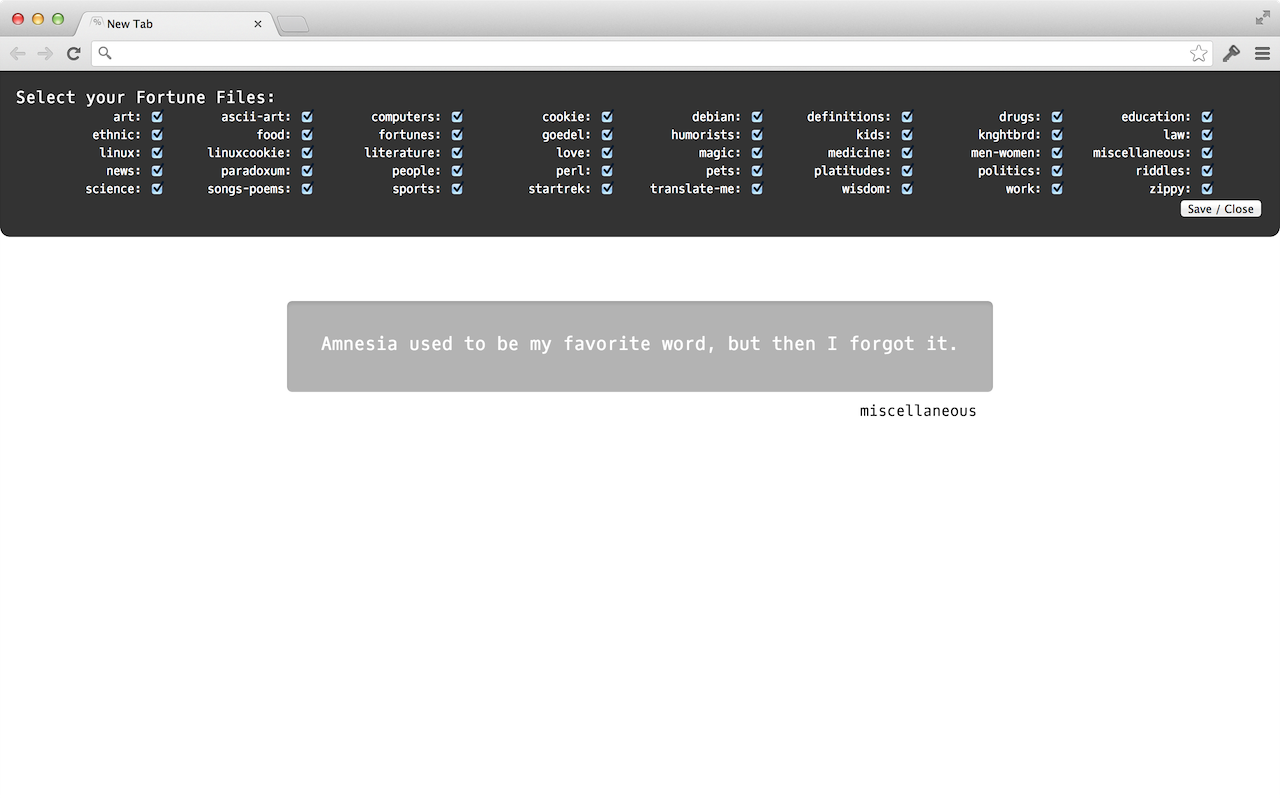 New Tab
Select your Fortune Files:
art: ascii-art: computers: cookie: debian: definitions: drugs: education:
ethnic: food: fortunes: goedel: humorists: kids: knghtbrd: law:
linux: linuxcookie: literature: love: magic: medicine: men-women: miscellaneous:
news: paradoxum: people: perl: pets: platitudes: politics: riddles:
science: songs-poems: sports: startrek: translate-me: wisdom: work: zippy:
Save / Close
Amnesia used to be my favorite word, but then I forgot it.
miscellaneous